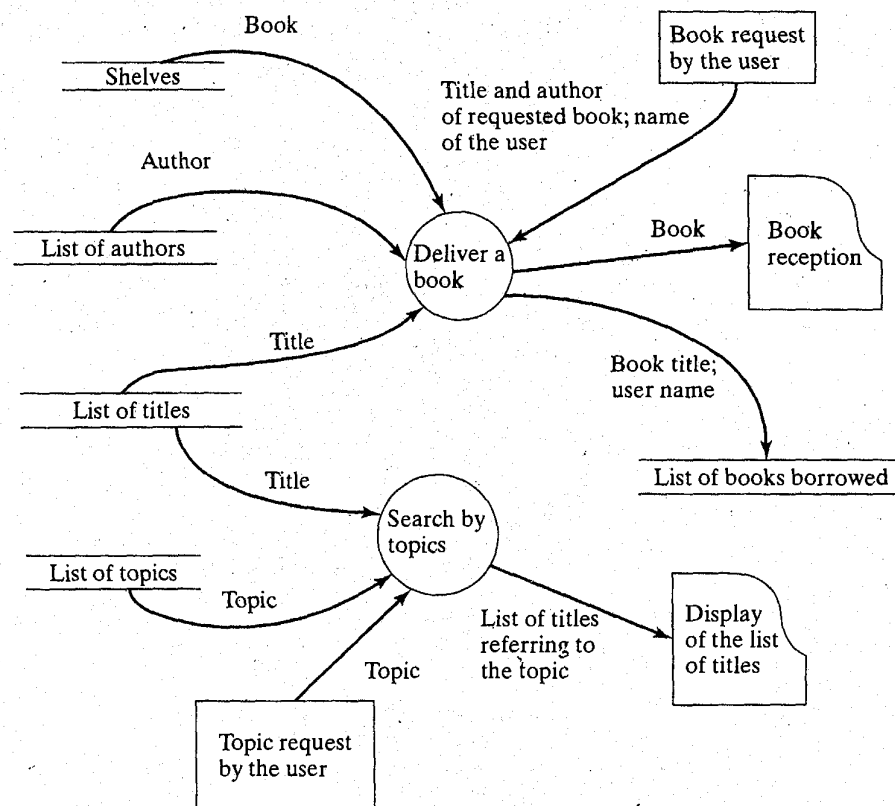 Book
Shelves
Book request
by the user
Title and author
of requested book; name
of the user
Author
List of authors
Deliver a
book
Book
Book
reception
Title
List of titles
Book title;
user name
Title
List of books borrowed
Search by
topics
List of topics
Topic
List of titles
referring to
the topic
Display
of the list
of titles
Topic
Topic request
by the user